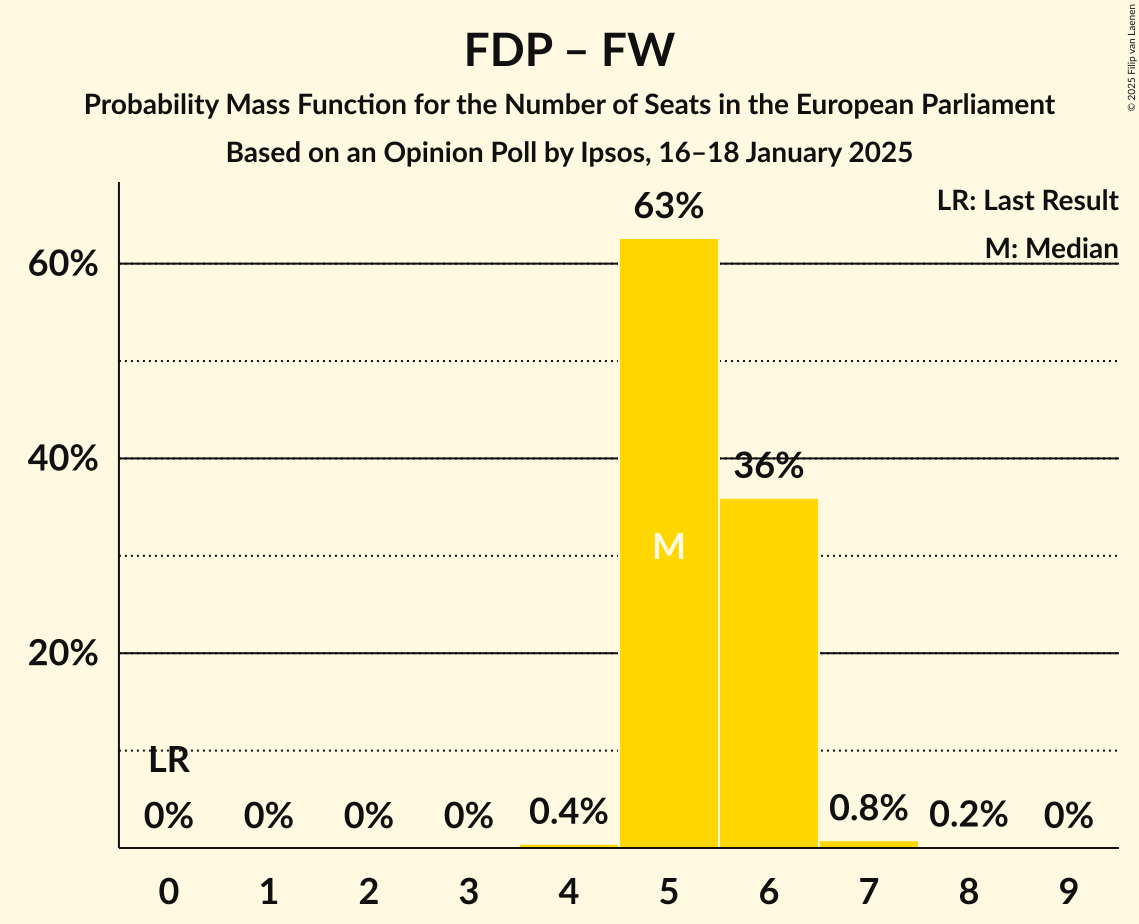 FDP – FW
Probability Mass Function for the Number of Seats in the European Parliament
Based on an Opinion Poll by Ipsos, 16–18 January 2025
© 2025 Filip van Laenen
LR: Last Result
M: Median
63%
60%
40%
36%
M
20%
LR
0% 0% 0% 0% 0.4% 0.8% 0.2% 0%
0 1 2 3 4 5 6 7 8 9